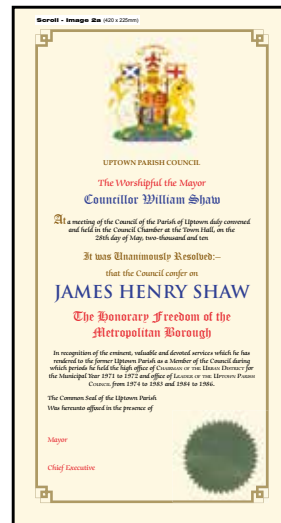 Scroll - Image 2a (420 x 225mm)
UPTOWN PARISH COUNCIL
The Worshipful the Mayor
Councillor William Shaw
At a meeting of the Council of the Parish of Uptown duly convened
and held in the Council Chamber at the Town Hall, on the
28th day of May, two-thousand and ten
It was Unanimously Resolved:–
that the Council confer on
JAMES HENRY SHAW
The Honorary Freedom of the
Metropolitan Borough
In recognition of the eminent, valuable and devoted services which he has
rendered to the former Uptown Parish as a Member of the Council during
which periods he held the high office of CHAIRMAN OF THE URBAN DISTRICT for
the Municipal Year 1971 to 1972 and office of LEADER OF THE UPTOWN PARISH
COUNCIL from 1974 to 1983 and 1984 to 1986.
The Common Seal of the Uptown Parish
Was hereunto affixed in the presence of
Mayor
Chief Executive